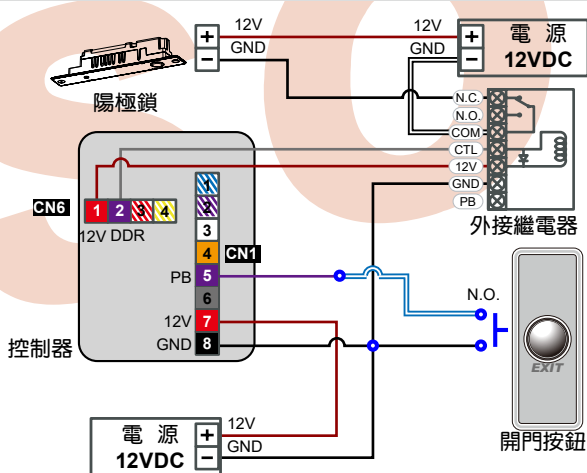 12V
GND
陽極鎖
12V
GND
電 源
12VDC
N.C.
N.O.
COM
CTL
12V
GND
PB
外接繼電器
CN6
1 2 3 4
12V DDR
1
2
3
4 CN1
PB 5
6
12V 7
GND 8
控制器
N.O.
EXIT
開門按鈕
電 源
12VDC
12V
GND